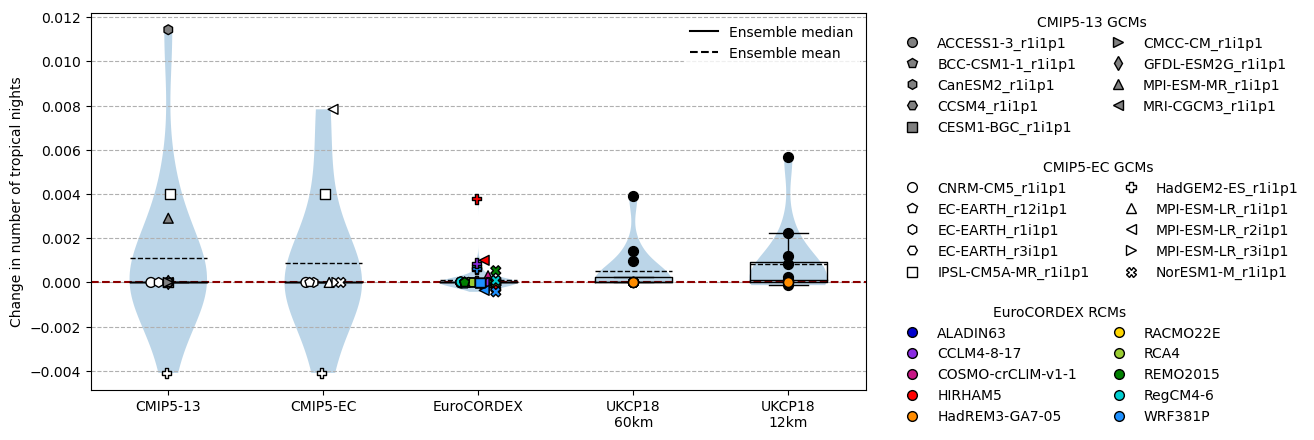 Change in number of tropical nights
0.012
0.010
0.008
0.006
0.004
0.002
0.000
−0.002
−0.004
Ensemble median
Ensemble mean
CMIP5-13
CMIP5-EC
EuroCORDEX
UKCP18
60km
UKCP18
12km
CMIP5-13 GCMs
ACCESS1-3_r1i1p1
BCC-CSM1-1_r1i1p1
CanESM2_r1i1p1
CCSM4_r1i1p1
CESM1-BGC_r1i1p1
CMCC-CM_r1i1p1
GFDL-ESM2G_r1i1p1
MPI-ESM-MR_r1i1p1
MRI-CGCM3_r1i1p1
CMIP5-EC GCMs
CNRM-CM5_r1i1p1
EC-EARTH_r12i1p1
EC-EARTH_r1i1p1
EC-EARTH_r3i1p1
IPSL-CM5A-MR_r1i1p1
HadGEM2-ES_r1i1p1
MPI-ESM-LR_r1i1p1
MPI-ESM-LR_r2i1p1
MPI-ESM-LR_r3i1p1
NorESM1-M_r1i1p1
EuroCORDEX RCMs
ALADIN63
CCLM4-8-17
COSMO-crCLIM-v1-1
HIRHAM5
HadREM3-GA7-05
RACMO22E
RCA4
REMO2015
RegCM4-6
WRF381P